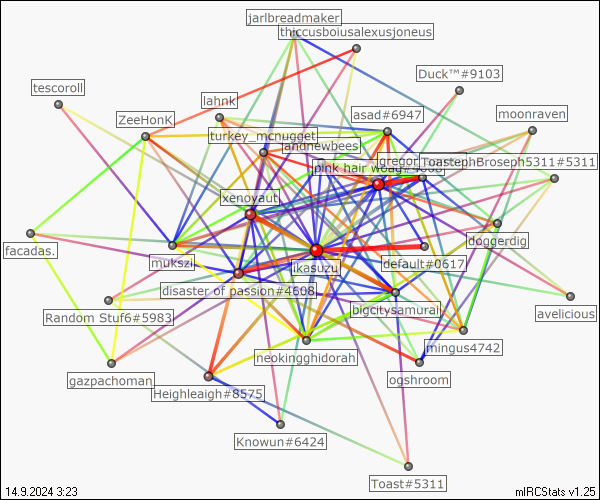 jarlbreadmaker
thiccusboiusalexusjoneus
Duck™#9103
tescoroll
lahnk
asad#6947
moonraven
ZeeHonK
turkey_mcnugget
andnewbees
gregor
ToastephBroseph5311#5311
pink hair woag#4663
xenoyaut
doggerdig
facadas.
mukszi
ikasuzu
default#0617
disaster of passion#4608
Random Stuf6#5983
bigcitysamurai
avelicious
neokingghidorah
mingus4742
gazpachoman
Heighleaigh#8575
ogshroom
Knowun#6424
Toast#5311
14.9.2024 3:23
mIRCStats v1.25